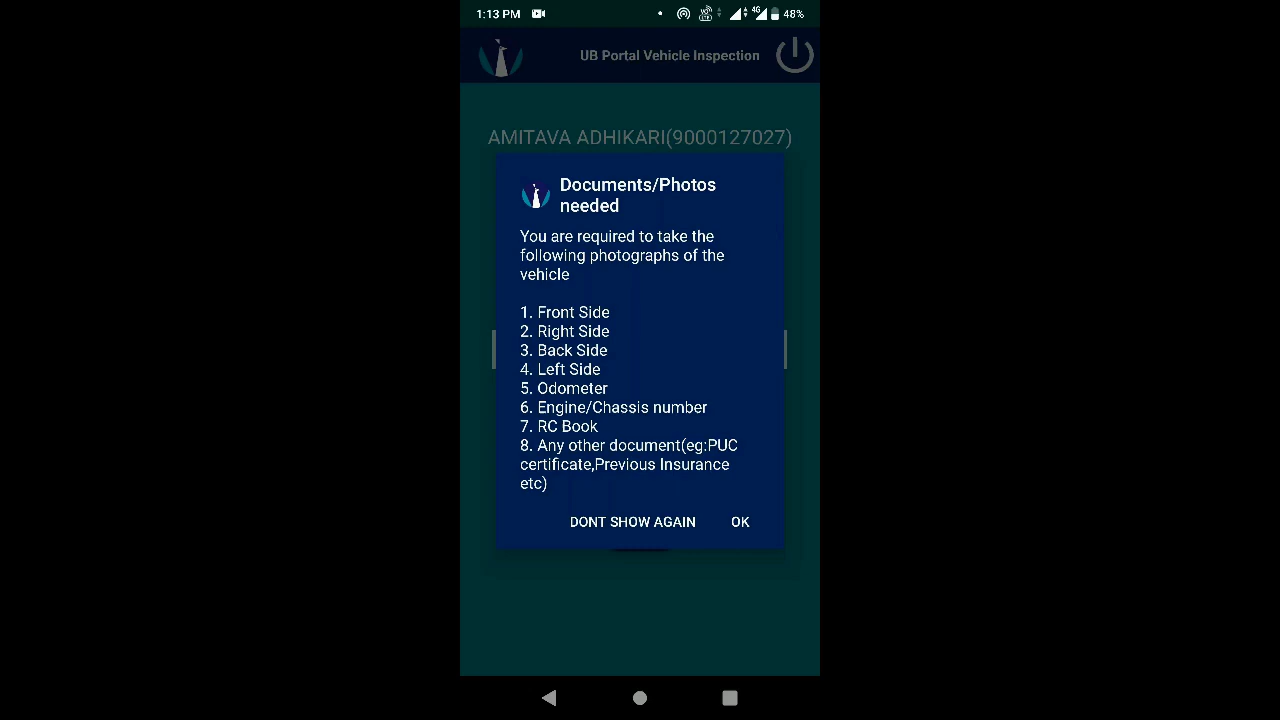 1:13 PM 4G 48%
UB Portal Vehicle Inspection
AMITAVA ADHIKARI(9000127027)
Documents/Photos
needed
You are required to take the
following photographs of the
vehicle
1. Front Side
2. Right Side
3. Back Side
4. Left Side
5. Odometer
6. Engine/Chassis number
7. RC Book
8. Any other document(eg:PUC
certificate,Previous Insurance
etc)
DONT SHOW AGAIN OK